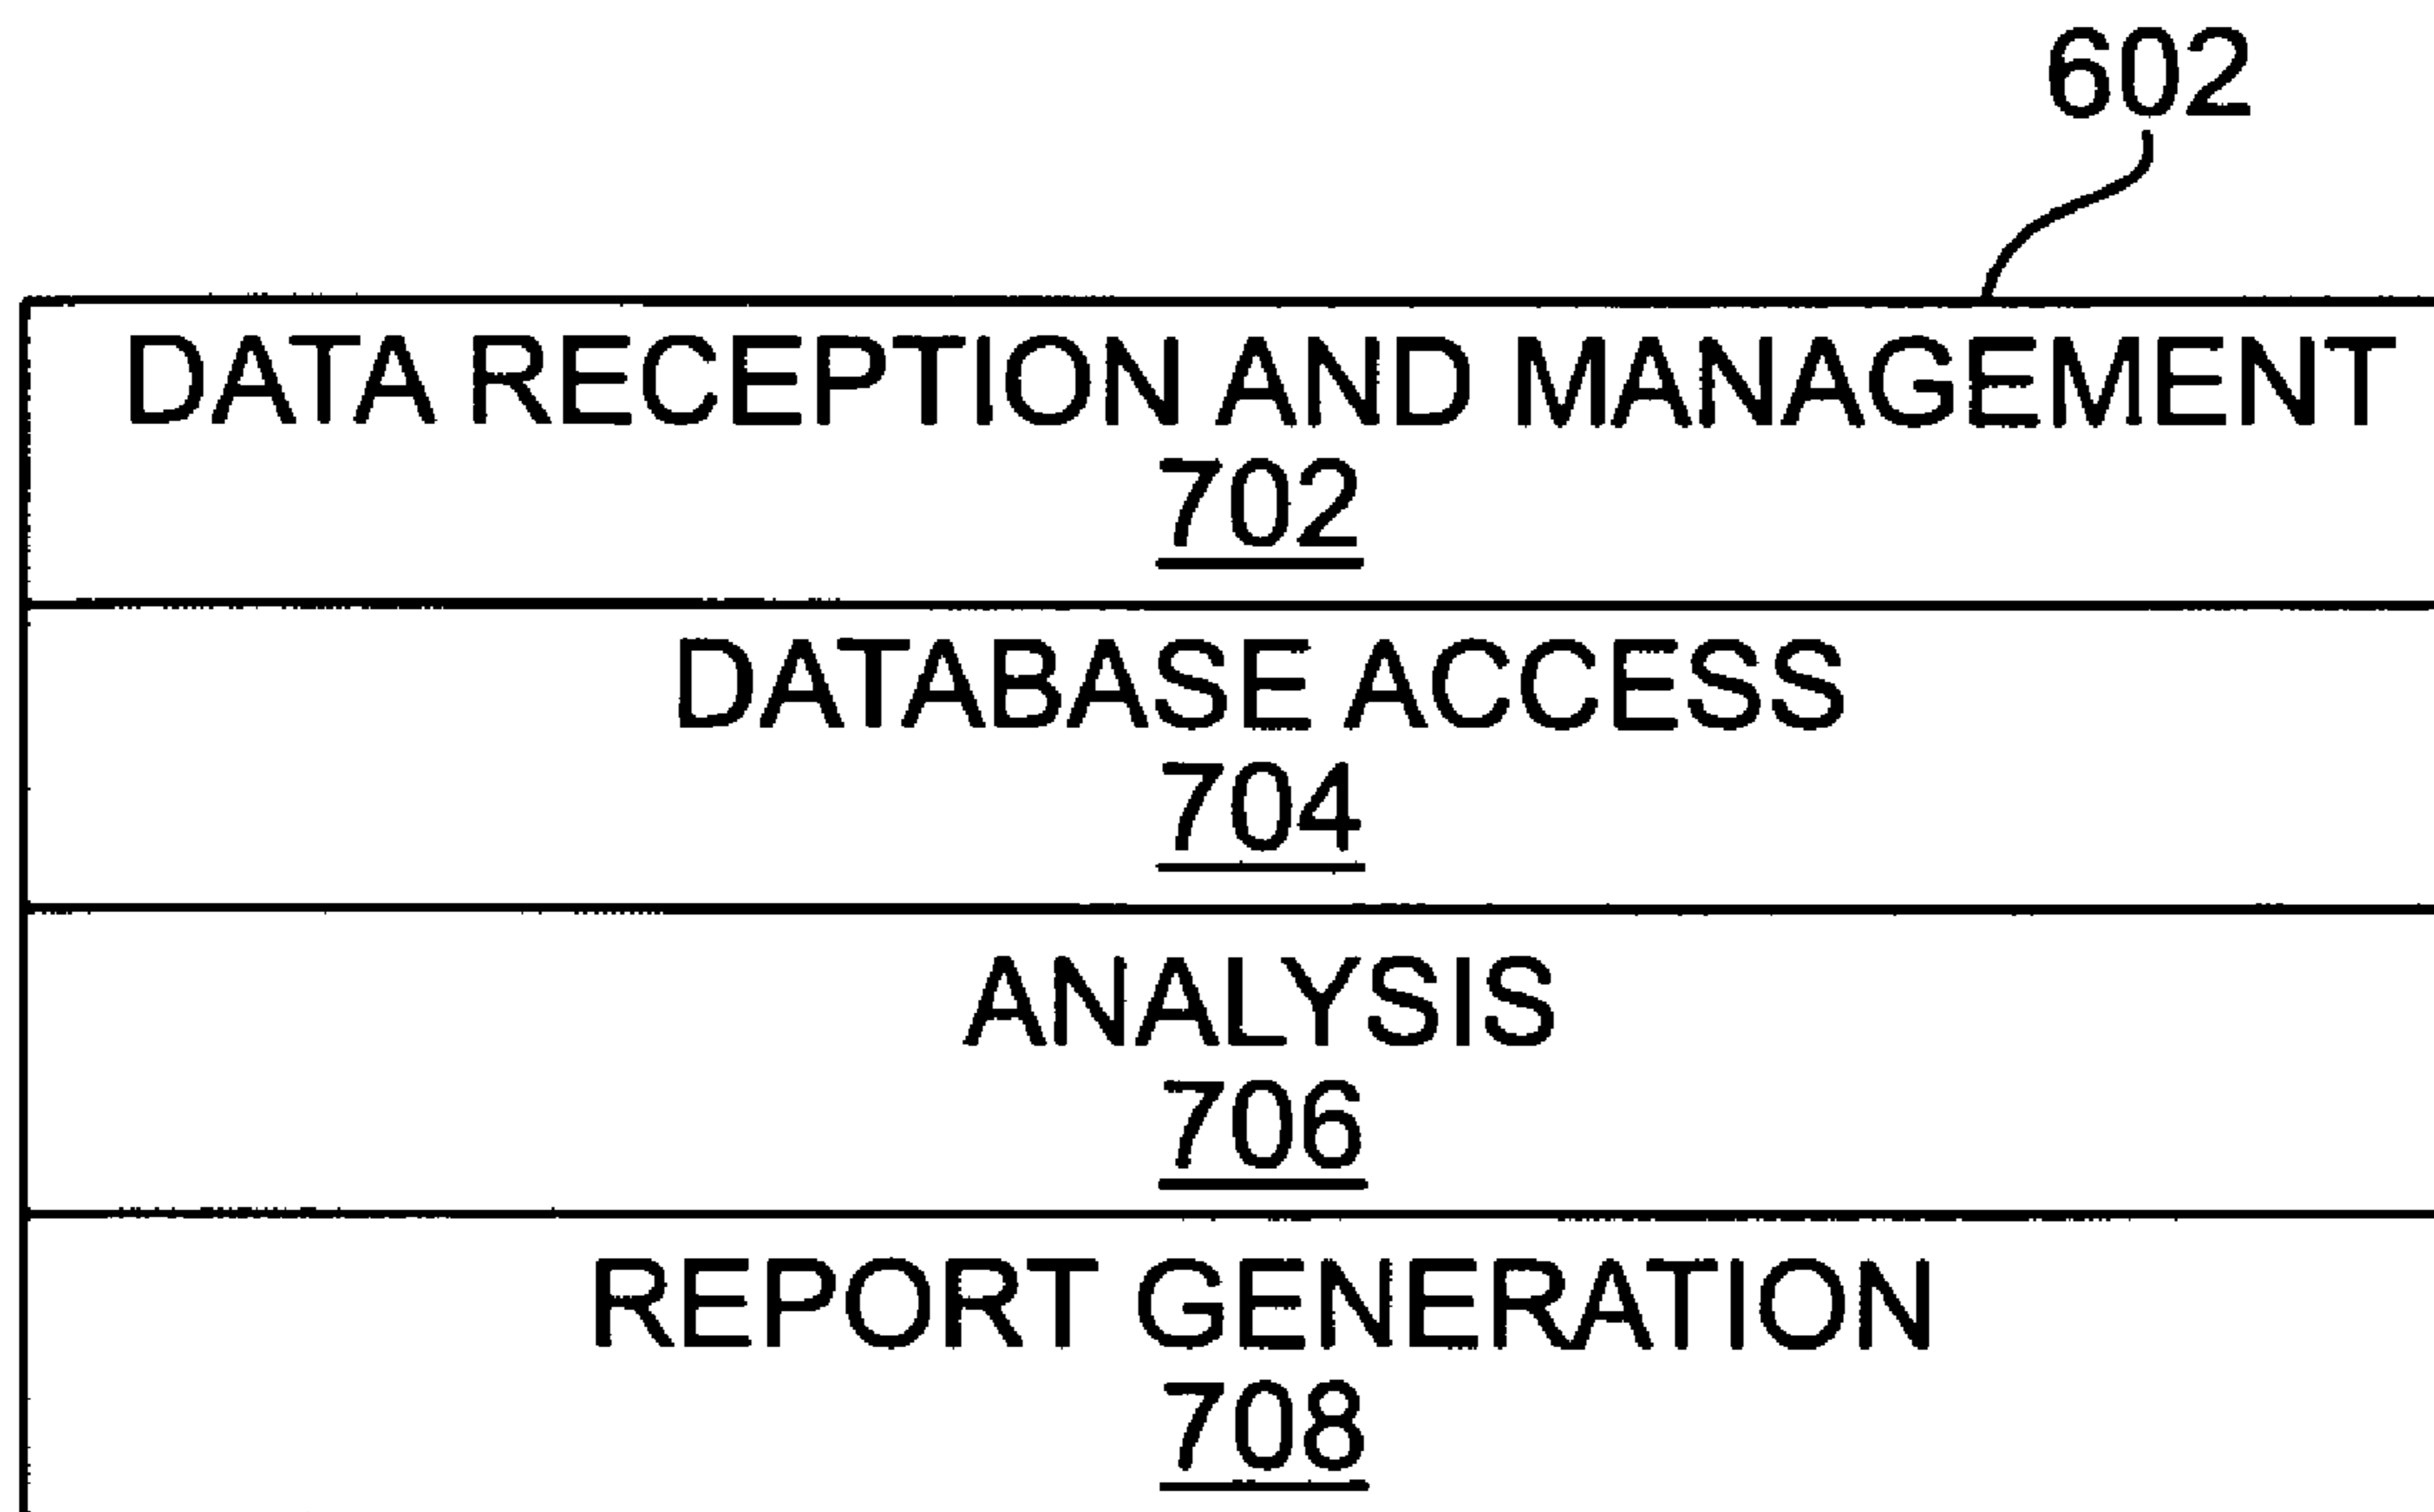 602
DATA RECEPTION AND MANAGEMENT
702
DATABASE ACCESS
704
ANALYSIS
706
REPORT GENERATION
708